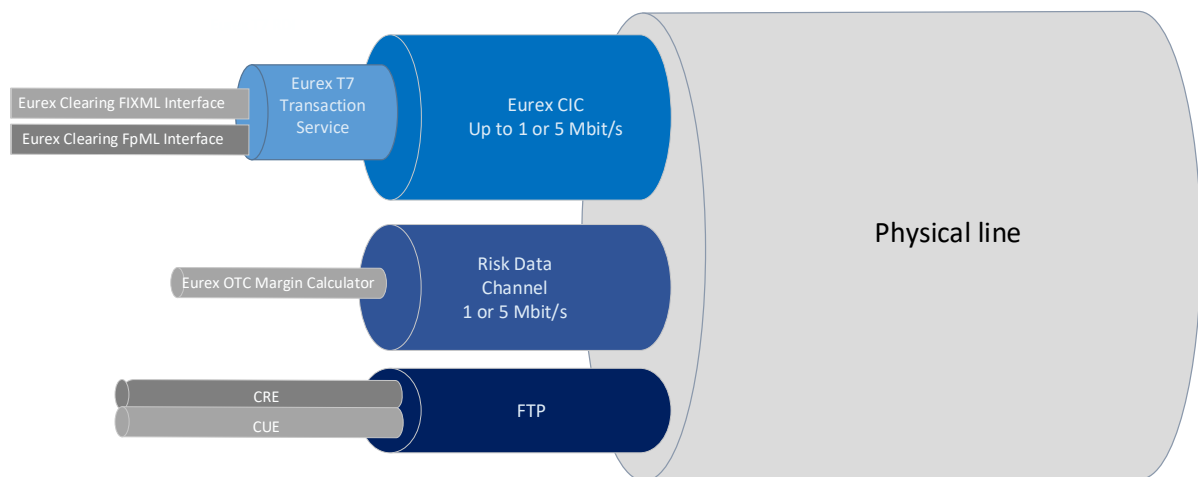 Eurex Clearing FIXML Interface
Eurex Clearing FpML Interface
Eurex T7
Transaction
Service
Eurex CIC
Up to 1 or 5 Mbit/s
Physical line
Eurex OTC Margin Calculator
Risk Data
Channel
1 or 5 Mbit/s
CRE
CUE
FTP